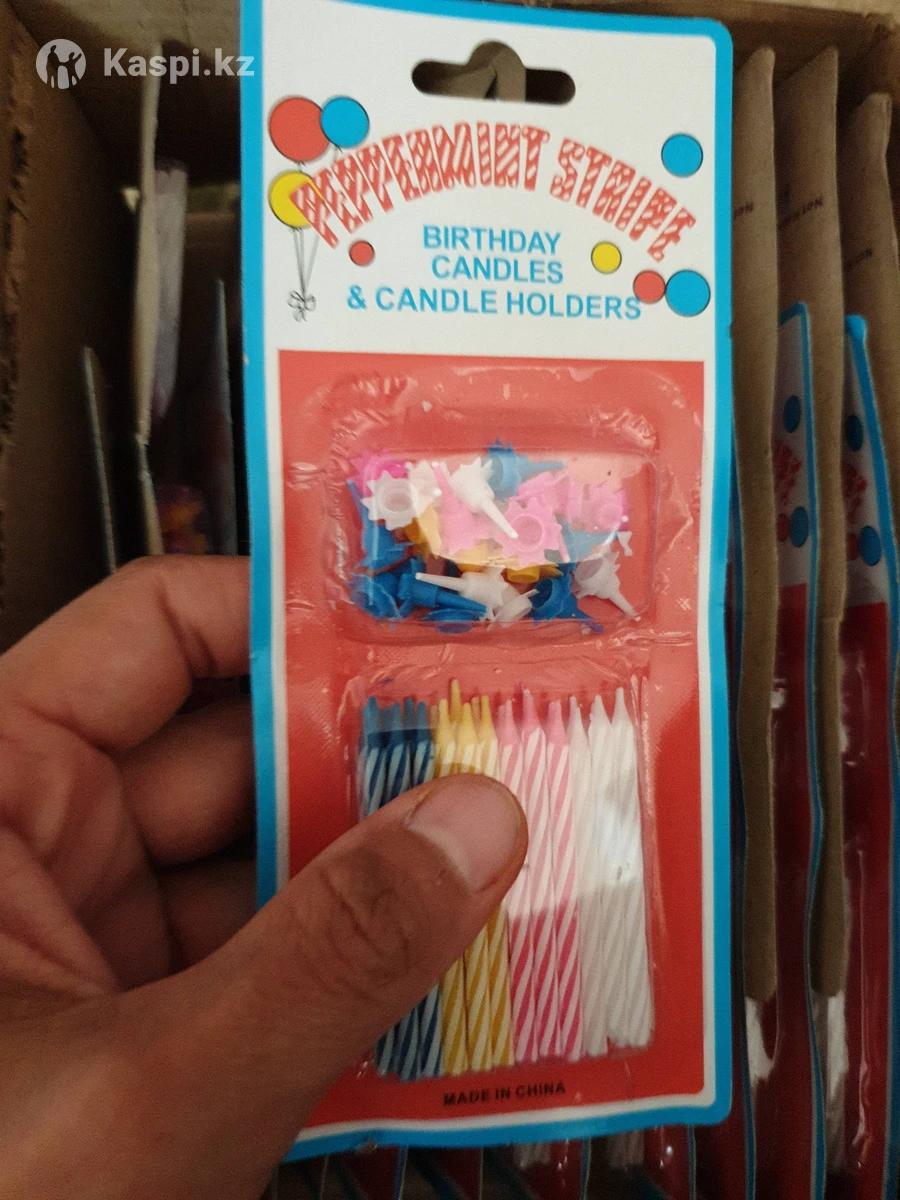 Kaspi.kz
PEPPERMINT STRIPE
BIRTHDAY
CANDLES
& CANDLE HOLDERS
MADE IN CHINA